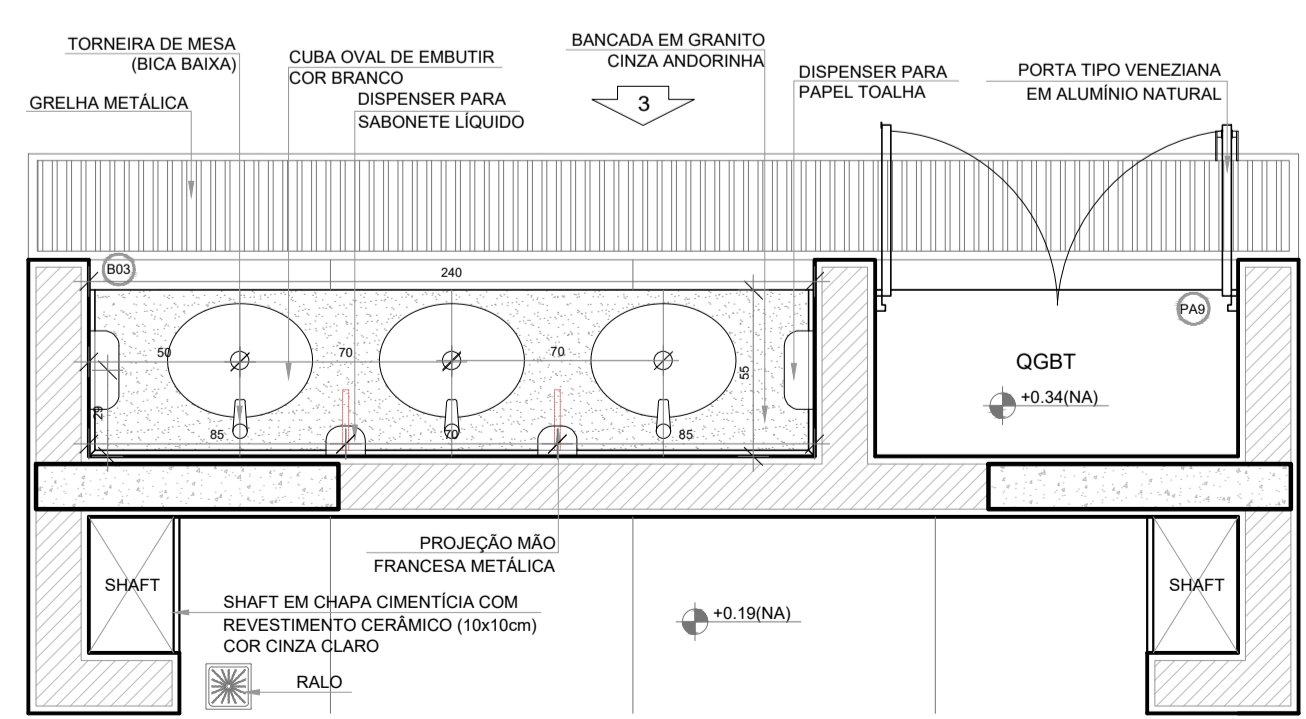 TORNEIRA DE MESA
(BICA BAIXA)
GRELHA METÁLICA
CUBA OVAL DE EMBUTIR
COR BRANCO
DISPENSER PARA
SABONETE LÍQUIDO
BANCADA EM GRANITO
CINZA ANDORINHA
3
DISPENSER PARA
PAPEL TOALHA
PORTA TIPO VENEZIANA
EM ALUMÍNIO NATURAL
B03
240
PA9
50
70
70
55
QGBT
+0.34(NA)
29
85
70
85
PROJEÇÃO MÃO
FRANCESA METÁLICA
SHAFT
SHAFT EM CHAPA CIMENTÍCIA COM
REVESTIMENTO CERÂMICO (10x10cm)
COR CINZA CLARO
+0.19(NA)
SHAFT
RALO